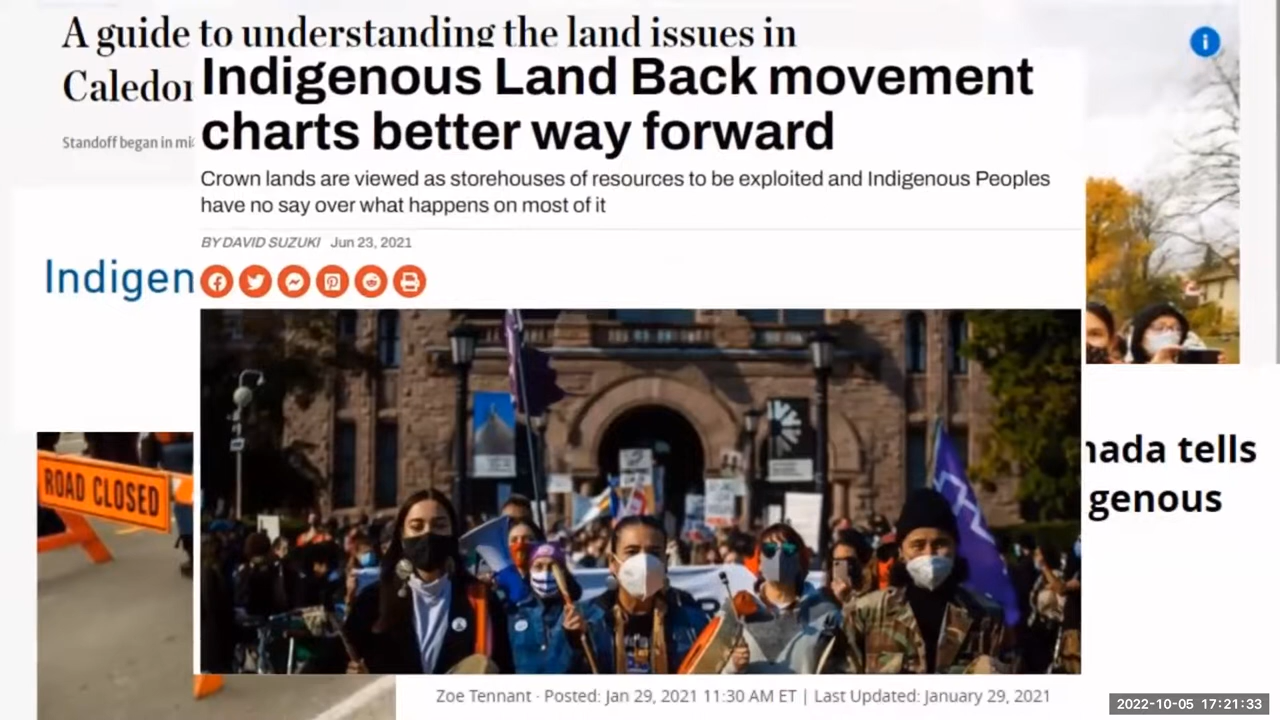 A guide to understanding the land issues in
Caledon
Standoff began in mi
Indigenous Land Back movement
charts better way forward
Crown lands are viewed as storehouses of resources to be exploited and Indigenous Peoples
have no say over what happens on most of it
BY DAVID SUZUKI Jun 23, 2021
Indigen
ROAD CLOSED
nada tells
genous
Zoe Tennant · Posted: Jan 29, 2021 11:30 AM ET | Last Updated: January 29, 2021
2022-10-05 17:21:33